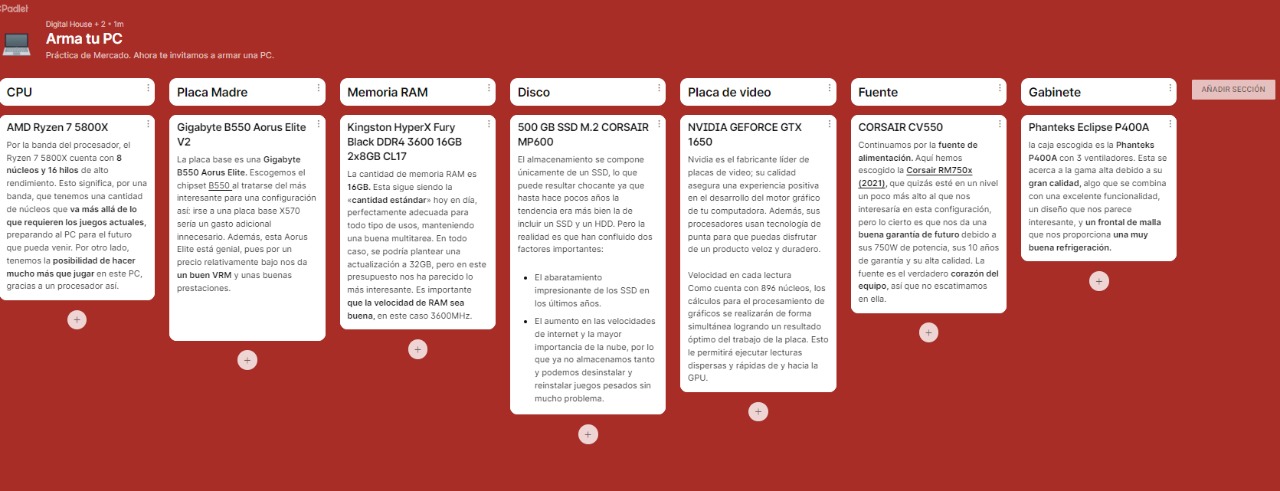 Padlet
Digital House + 2 • 1m
Arma tu PC
Práctica de Mercado. Ahora te invitamos a armar una PC.
CPU
AMD Ryzen 7 5800X
Por la banda del procesador, el
Ryzen 7 5800X cuenta con 8
núcleos y 16 hilos de alto
rendimiento. Esto significa, por una
banda, que tenemos una cantidad
de núcleos que va más allá de lo
que requieren los juegos actuales,
preparando al PC para el futuro
que pueda venir. Por otro lado,
tenemos la posibilidad de hacer
mucho más que jugar en este PC,
gracias a un procesador así.
Placa Madre
Gigabyte B550 Aorus Elite
V2
La placa base es una Gigabyte
B550 Aorus Elite. Escogemos el
chipset B550 al tratarse del más
interesante para una configuración
así: irse a una placa base X570
sería un gasto adicional
innecesario. Además, esta Aorus
Elite está genial, pues por un
precio relativamente bajo nos da
un buen VRM y unas buenas
prestaciones.
Memoria RAM
Kingston HyperX Fury
Black DDR4 3600 16GB
2x8GB CL17
La cantidad de memoria RAM es
16GB. Esta sigue siendo la
«cantidad estándar» hoy en día,
perfectamente adecuada para
todo tipo de usos, manteniendo
una buena multitarea. En todo
caso, se podría plantear una
actualización a 32GB, pero en este
presupuesto nos ha parecido lo
más interesante. Es importante
que la velocidad de RAM sea
buena, en este caso 3600MHz.
Disco
500 GB SSD M.2 CORSAIR
MP600
El almacenamiento se compone
únicamente de un SSD, lo que
puede resultar chocante ya que
hasta hace pocos años la
tendencia era más bien la de
incluir un SSD y un HDD. Pero la
realidad es que han confluido dos
factores importantes:
• El abaratamiento
impresionante de los SSD en
los últimos años.
• El aumento en las velocidades
de internet y la mayor
importancia de la nube, por lo
que ya no almacenamos tanto
y podemos desinstalar y
reinstalar juegos pesados sin
mucho problema.
Placa de video
NVIDIA GEFORCE GTX
1650
Nvidia es el fabricante líder de
placas de video; su calidad
asegura una experiencia positiva
en el desarrollo del motor gráfico
de tu computadora. Además, sus
procesadores usan tecnología de
punta para que puedas disfrutar
de un producto veloz y duradero.
Velocidad en cada lectura
Como cuenta con 896 núcleos, los
cálculos para el procesamiento de
gráficos se realizarán de forma
simultánea logrando un resultado
óptimo del trabajo de la placa. Esto
le permitirá ejecutar lecturas
dispersas y rápidas de y hacia la
GPU.
Fuente
CORSAIR CV550
Continuamos por la fuente de
alimentación. Aquí hemos
escogido la Corsair RM750x
(2021), que quizás esté en un nivel
un poco más alto al que nos
interesaría en esta configuración,
pero lo cierto es que nos da una
buena garantía de futuro debido a
sus 750W de potencia, sus 10 años
de garantía y su alta calidad. La
fuente es el verdadero corazón del
equipo, así que no escatimamos
en ella.
Gabinete
Phanteks Eclipse P400A
la caja escogida es la Phanteks
P400A con 3 ventiladores. Esta se
acerca a la gama alta debido a su
gran calidad, algo que se combina
con una excelente funcionalidad,
un diseño que nos parece
interesante, y un frontal de malla
que nos proporciona una muy
buena refrigeración.
AÑADIR SECCIÓN